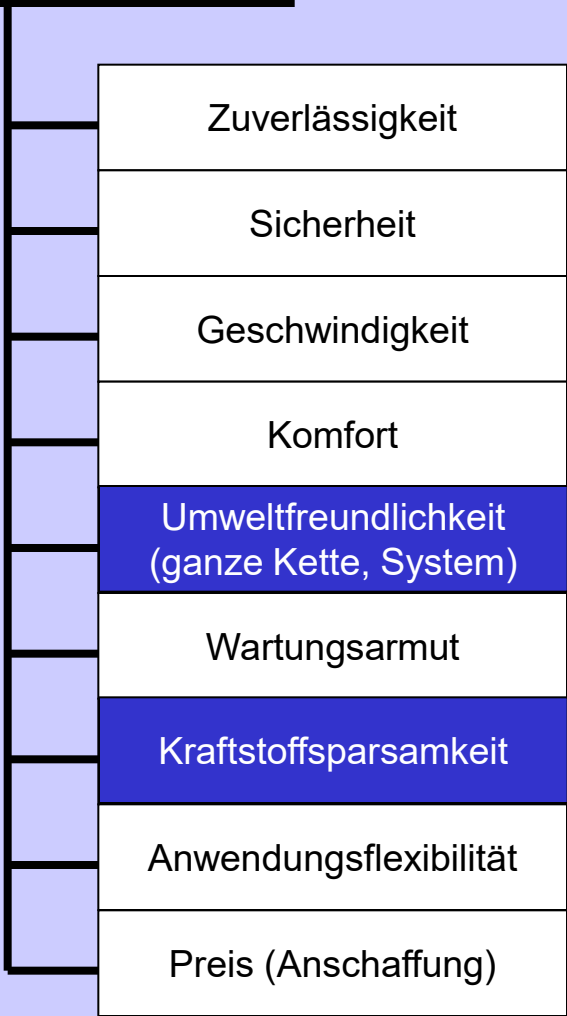 Zuverlässigkeit
Sicherheit
Geschwindigkeit
Komfort
Umweltfreundlichkeit
(ganze Kette, System)
Wartungsarmut
Kraftstoffsparsamkeit
Anwendungsflexibilität
Preis (Anschaffung)